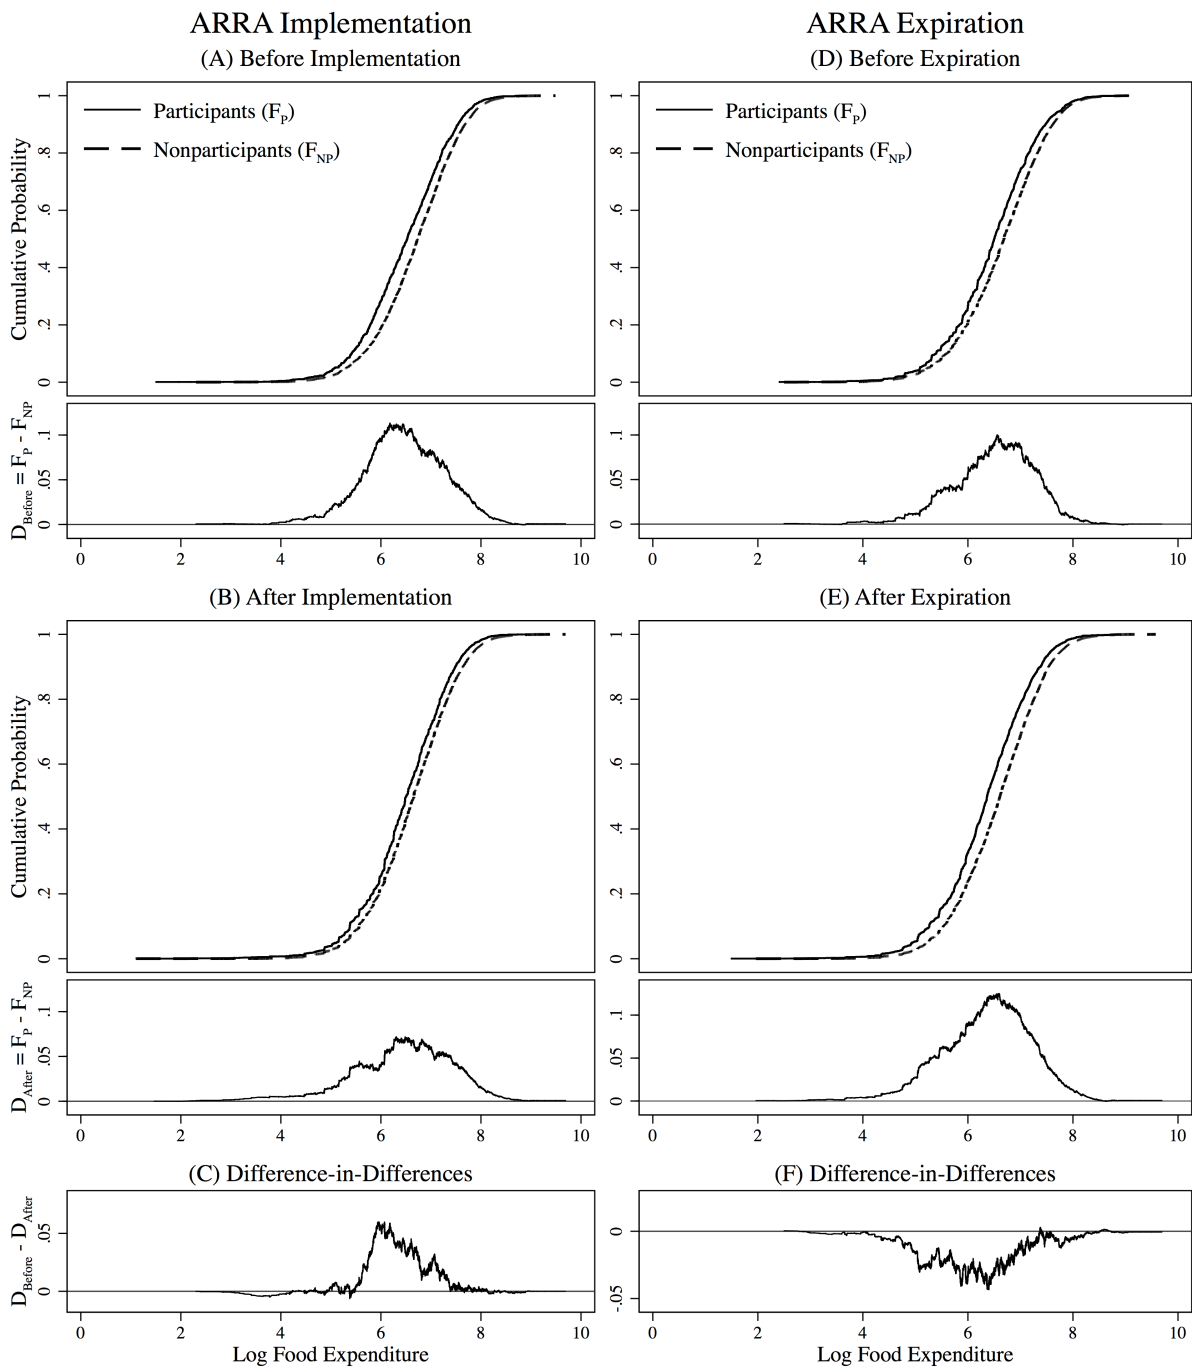 ARRA Implementation
(A) Before Implementation
Cumulative Probability
1
.8
.6
.4
.2
0
Participants (F_P)
Nonparticipants (F_NP)
D_Before = F_P - F_NP
.1
.05
0
0 2 4 6 8 10
(B) After Implementation
Cumulative Probability
1
.8
.6
.4
.2
0
D_After = F_P - F_NP
.1
.05
0
0 2 4 6 8 10
(C) Difference-in-Differences
D_Before - D_After
.05
0
0 2 4 6 8 10
Log Food Expenditure
ARRA Expiration
(D) Before Expiration
1
.8
.6
.4
.2
0
Participants (F_P)
Nonparticipants (F_NP)
.1
.05
0
0 2 4 6 8 10
(E) After Expiration
1
.8
.6
.4
.2
0
.1
.05
0
0 2 4 6 8 10
(F) Difference-in-Differences
0
-.05
0 2 4 6 8 10
Log Food Expenditure